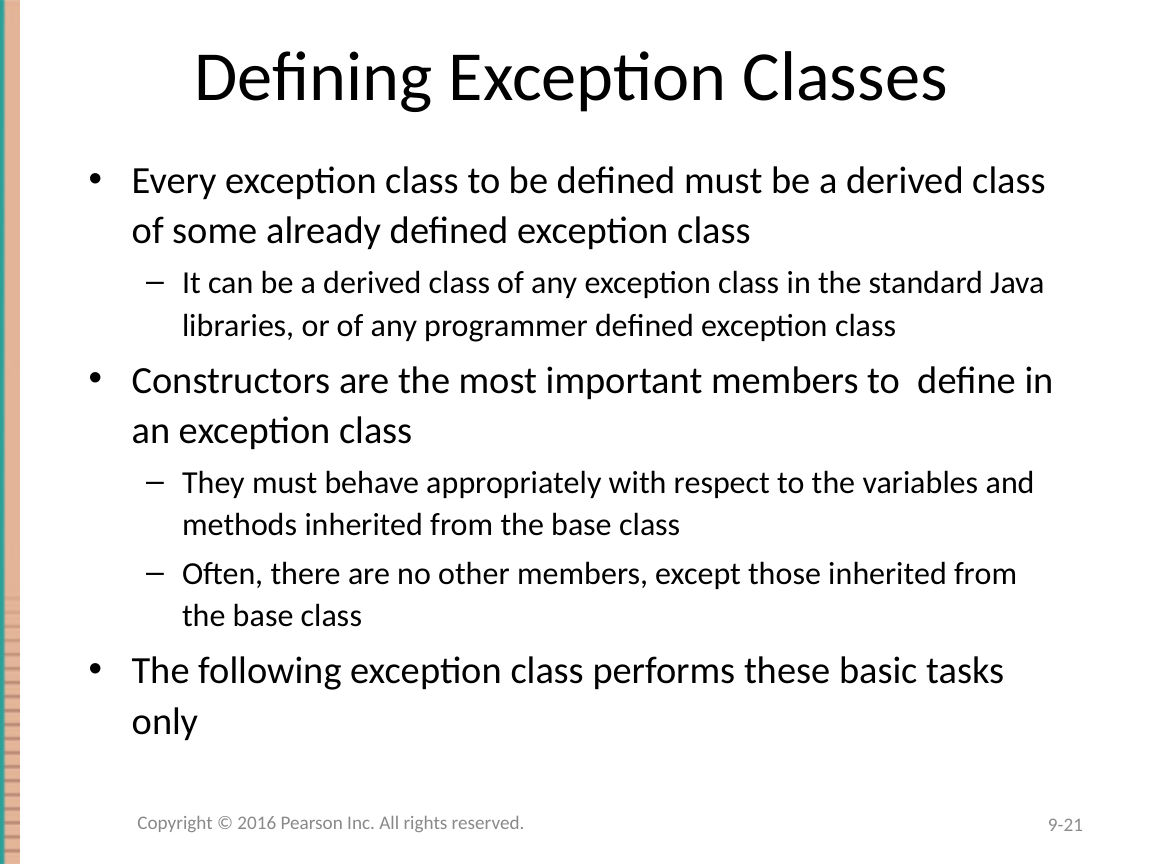 Defining Exception Classes
• Every exception class to be defined must be a derived class
of some already defined exception class
– It can be a derived class of any exception class in the standard Java
libraries, or of any programmer defined exception class
• Constructors are the most important members to  define in
an exception class
– They must behave appropriately with respect to the variables and
methods inherited from the base class
– Often, there are no other members, except those inherited from
the base class
• The following exception class performs these basic tasks
only
Copyright © 2016 Pearson Inc. All rights reserved.
9-21